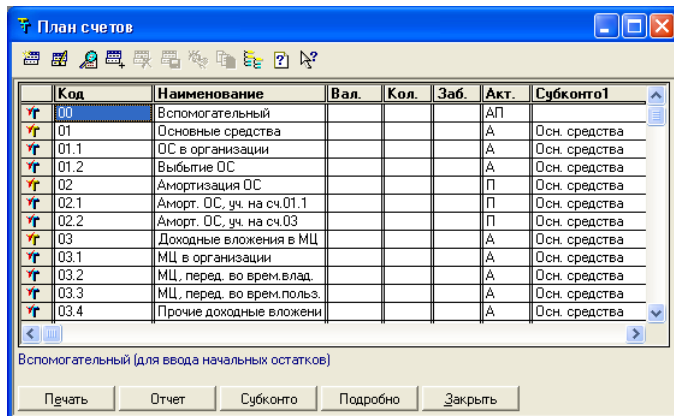 План счетов
Код Наименование Вал. Кол. Заб. Акт. Субконто1
00 Вспомогательный АП
01 Основные средства А Осн. средства
01.1 ОС в организации А Осн. средства
01.2 Выбытие ОС А Осн. средства
02 Амортизация ОС П Осн. средства
02.1 Аморт. ОС, уч. на сч.01.1 П Осн. средства
02.2 Аморт. ОС, уч. на сч.03 П Осн. средства
03 Доходные вложения в МЦ А Осн. средства
03.1 МЦ в организации А Осн. средства
03.2 МЦ, перед. во врем.влад. А Осн. средства
03.3 МЦ, перед. во врем.польз. А Осн. средства
03.4 Прочие доходные вложени А Осн. средства
Вспомогательный (для ввода начальных остатков)
Печать Отчет Субконто Подробно Закрыть